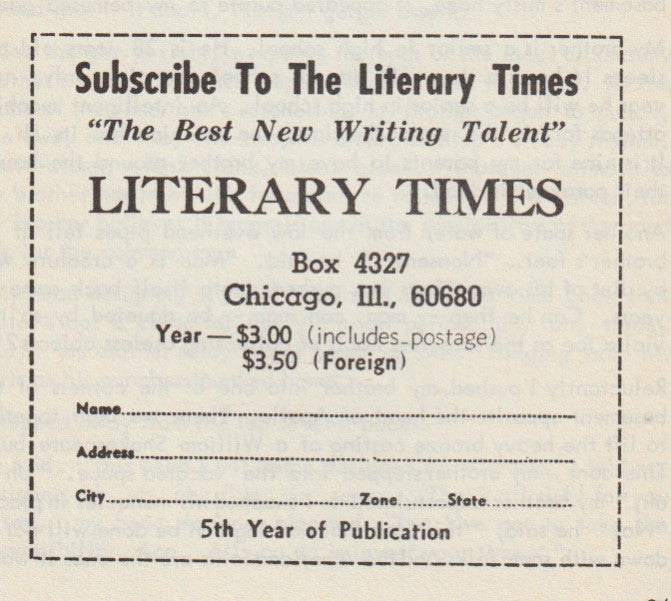 Subscribe To The Literary Times
"The Best New Writing Talent"
LITERARY TIMES
Box 4327
Chicago, Ill., 60680
Year — $3.00 (includes postage)
$3.50 (Foreign)
Name
Address
City Zone State
5th Year of Publication